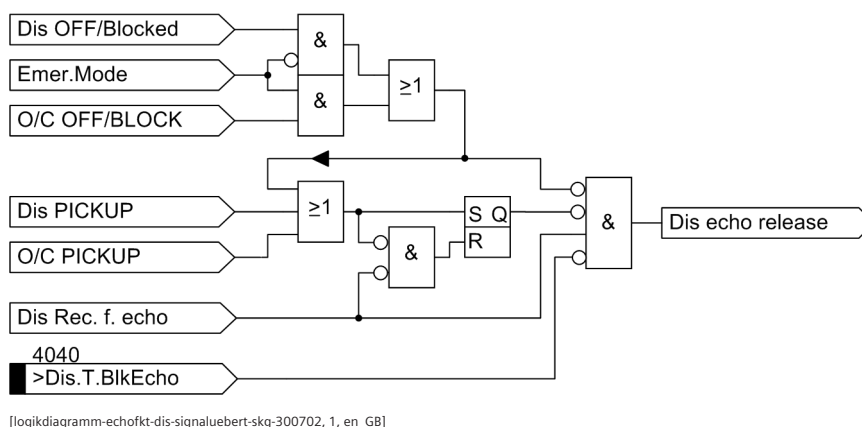 Dis OFF/Blocked
&
Emer.Mode
≥1
&
O/C OFF/BLOCK
Dis PICKUP
≥1
S Q
R
&
&
Dis echo release
O/C PICKUP
Dis Rec. f. echo
4040
>Dis.T.BlkEcho
[logikdiagramm-echofkt-dis-signaluebert-skg-300702, 1, en_GB]